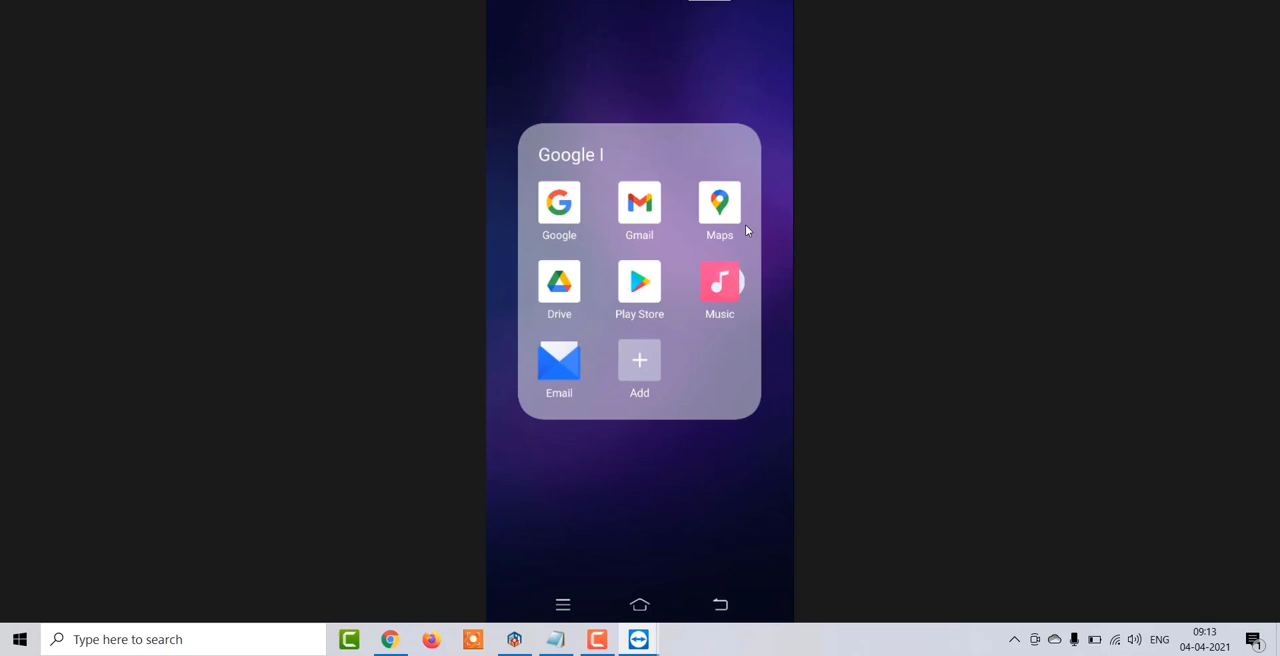 Google I
Google Gmail Maps
Drive Play Store Music
Email Add
Type here to search
ENG
09:13
04-04-2021
1